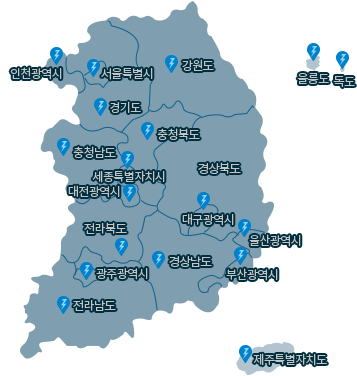 강원도
울릉도
독도
인천광역시
서울특별시
경기도
충청북도
충청남도
경상북도
세종특별자치시
대전광역시
대구광역시
전라북도
울산광역시
경상남도
광주광역시
부산광역시
전라남도
제주특별자치도